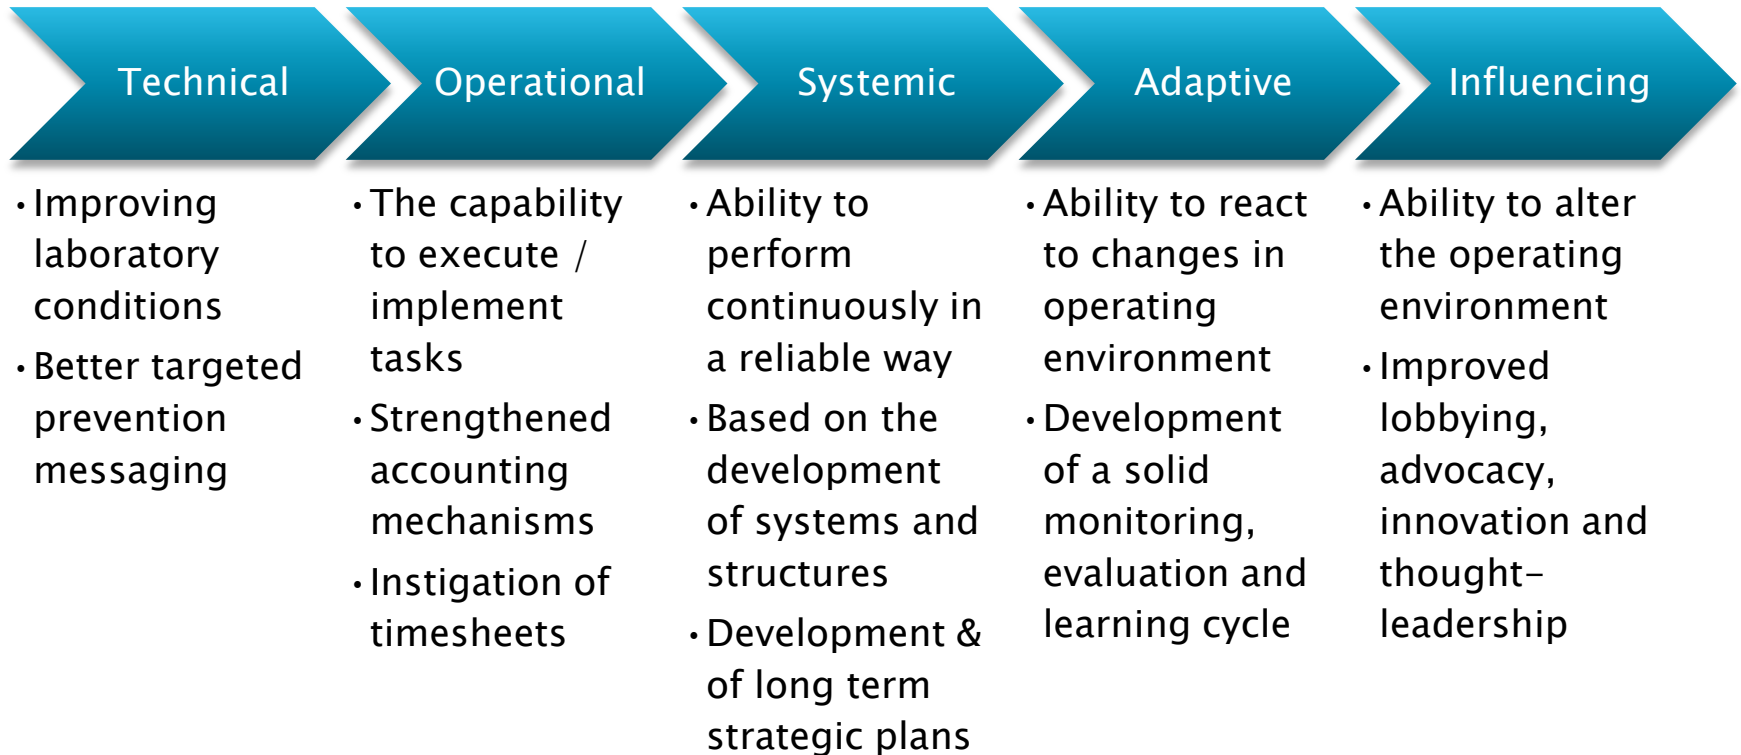 Technical
• Improving
laboratory
conditions
• Better targeted
prevention
messaging
Operational
• The capability
to execute /
implement
tasks
• Strengthened
accounting
mechanisms
• Instigation of
timesheets
Systemic
• Ability to
perform
continuously in
a reliable way
• Based on the
development
of systems and
structures
• Development &
of long term
strategic plans
Adaptive
• Ability to react
to changes in
operating
environment
• Development
of a solid
monitoring,
evaluation and
learning cycle
Influencing
• Ability to alter
the operating
environment
• Improved
lobbying,
advocacy,
innovation and
thought-
leadership